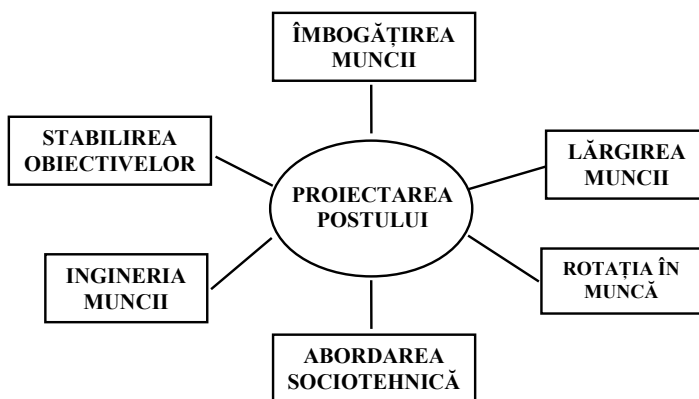 ÎMBOGĂȚIREA
MUNCII
STABILIREA
OBIECTIVELOR
LĂRGIREA
MUNCII
PROIECTAREA
POSTULUI
INGINERIA
MUNCII
ROTAȚIA ÎN
MUNCĂ
ABORDAREA
SOCIOTEHNICĂ